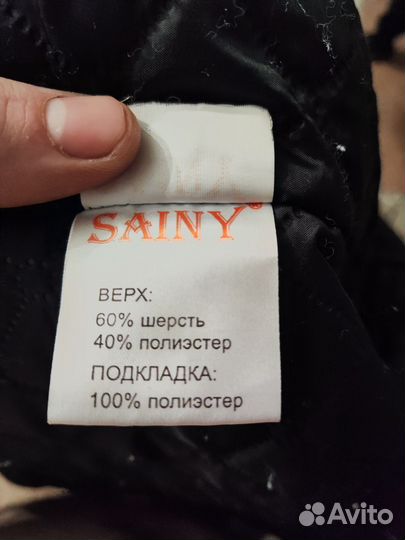 SAINY®
ВЕРХ:
60% шерсть
40% полиэстер
ПОДКЛАДКА:
100% полиэстер
Avito